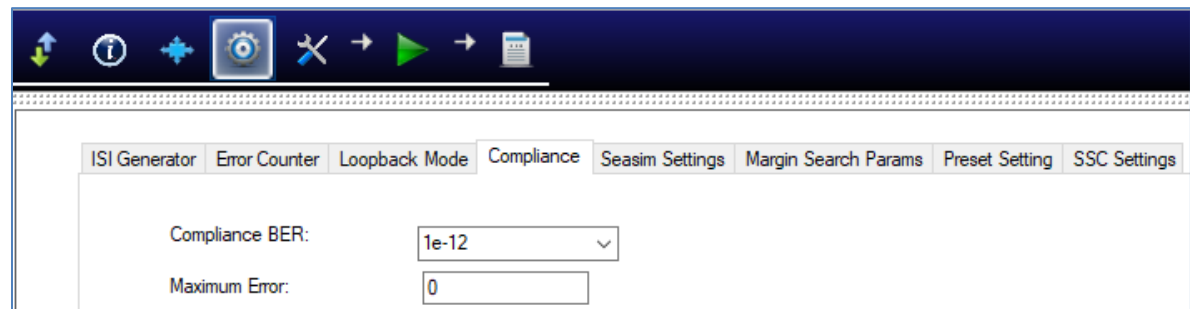 ISI Generator Error Counter Loopback Mode Compliance Seasim Settings Margin Search Params Preset Setting SSC Settings
Compliance BER: 1e-12
Maximum Error: 0